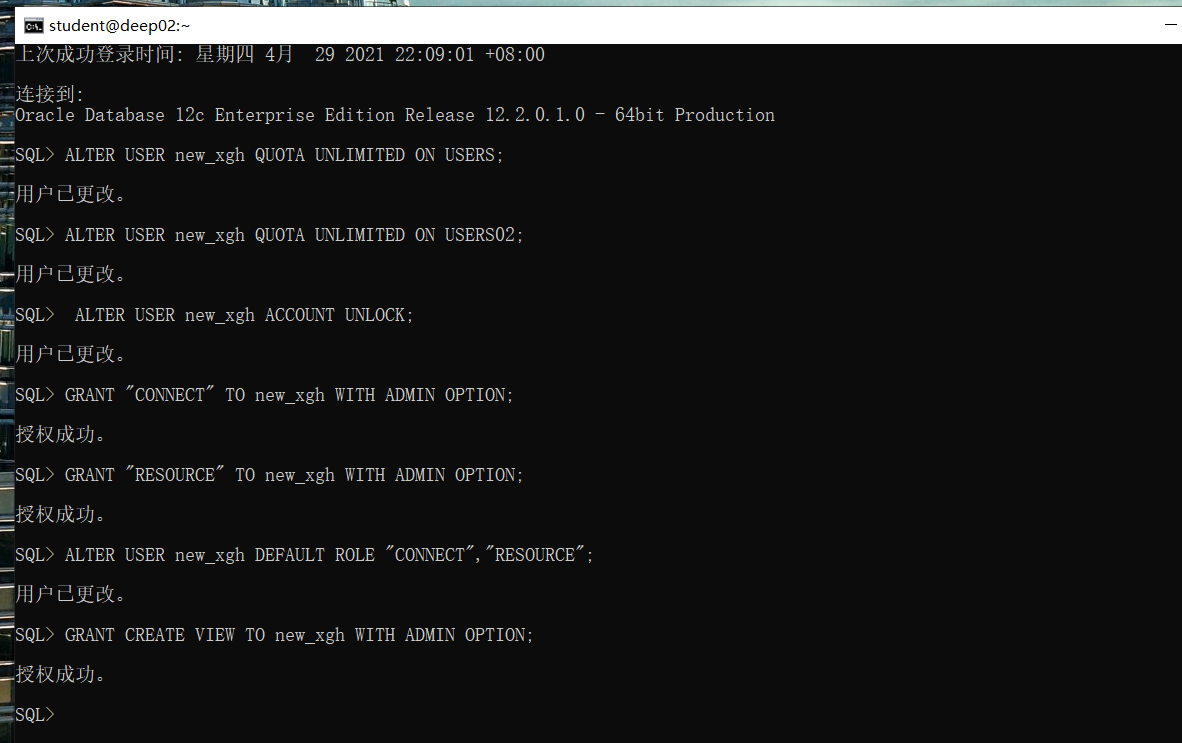 student@deep02:~
上次成功登录时间: 星期四 4月  29 2021 22:09:01 +08:00
连接到:
Oracle Database 12c Enterprise Edition Release 12.2.0.1.0 - 64bit Production
SQL> ALTER USER new_xgh QUOTA UNLIMITED ON USERS;
用户已更改。
SQL> ALTER USER new_xgh QUOTA UNLIMITED ON USERS02;
用户已更改。
SQL>  ALTER USER new_xgh ACCOUNT UNLOCK;
用户已更改。
SQL> GRANT "CONNECT" TO new_xgh WITH ADMIN OPTION;
授权成功。
SQL> GRANT "RESOURCE" TO new_xgh WITH ADMIN OPTION;
授权成功。
SQL> ALTER USER new_xgh DEFAULT ROLE "CONNECT","RESOURCE";
用户已更改。
SQL> GRANT CREATE VIEW TO new_xgh WITH ADMIN OPTION;
授权成功。
SQL>